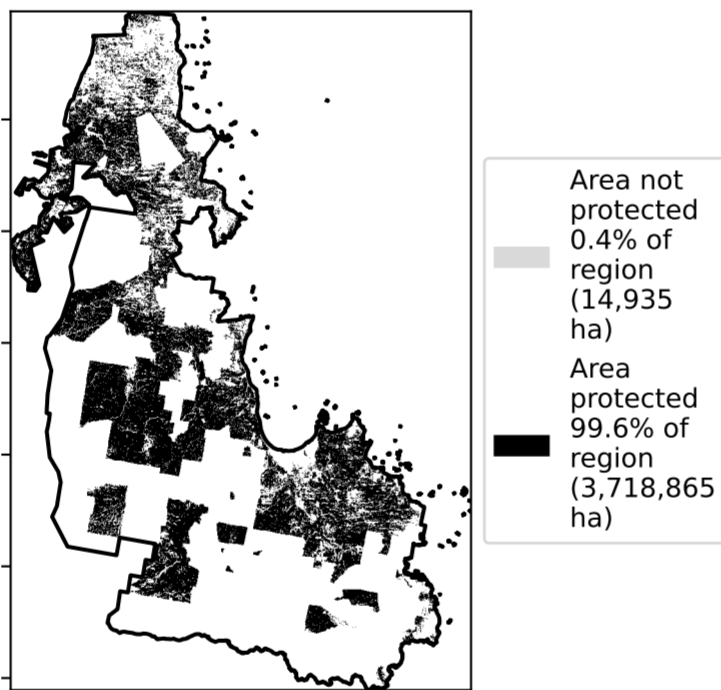 Area not
protected
0.4% of
region
(14,935
ha)
Area
protected
99.6% of
region
(3,718,865
ha)